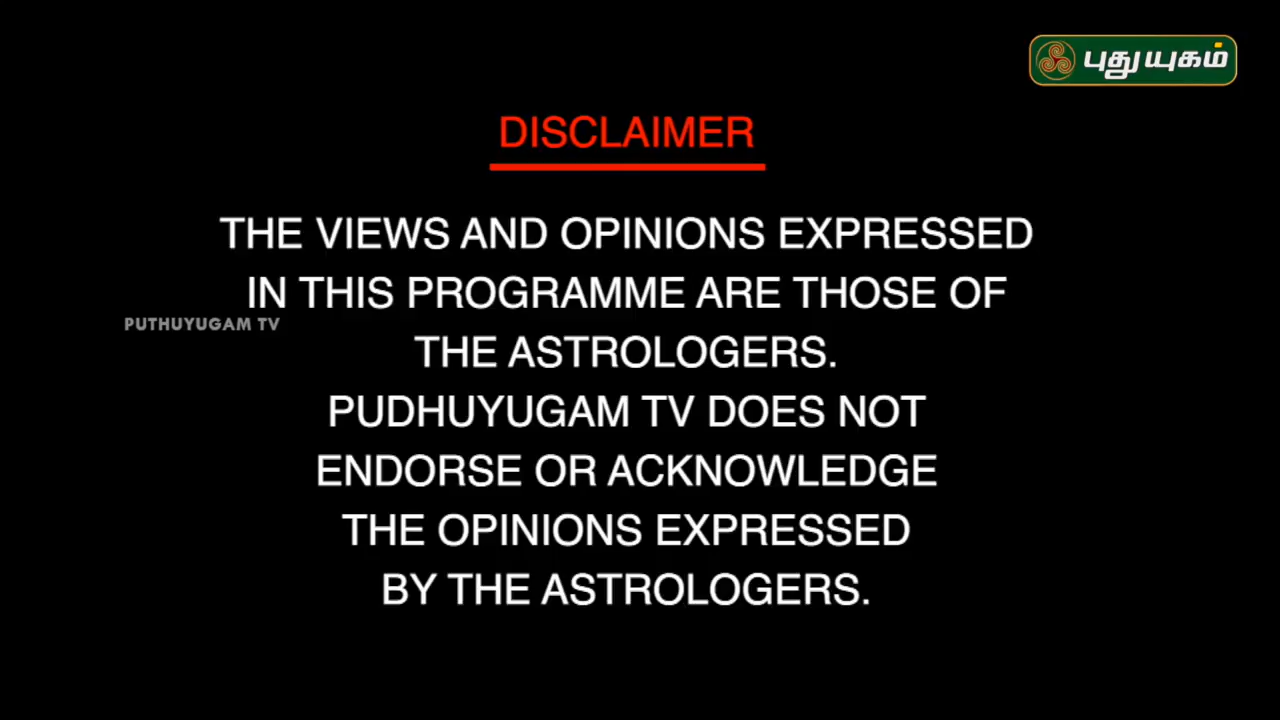 புதுயுகம்
DISCLAIMER
THE VIEWS AND OPINIONS EXPRESSED
IN THIS PROGRAMME ARE THOSE OF
PUTHUYUGAM TV
THE ASTROLOGERS.
PUDHUYUGAM TV DOES NOT
ENDORSE OR ACKNOWLEDGE
THE OPINIONS EXPRESSED
BY THE ASTROLOGERS.